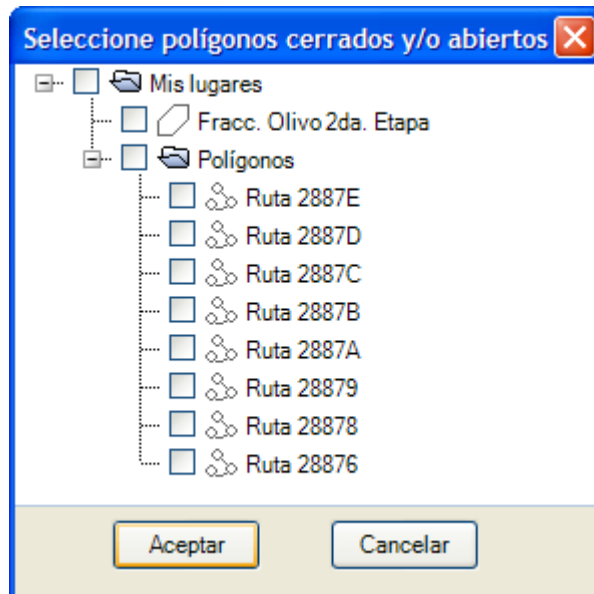 Seleccione polígonos cerrados y/o abiertos
Mis lugares
Fracc. Olivo 2da. Etapa
Polígonos
Ruta 2887E
Ruta 2887D
Ruta 2887C
Ruta 2887B
Ruta 2887A
Ruta 28879
Ruta 28878
Ruta 28876
Aceptar
Cancelar